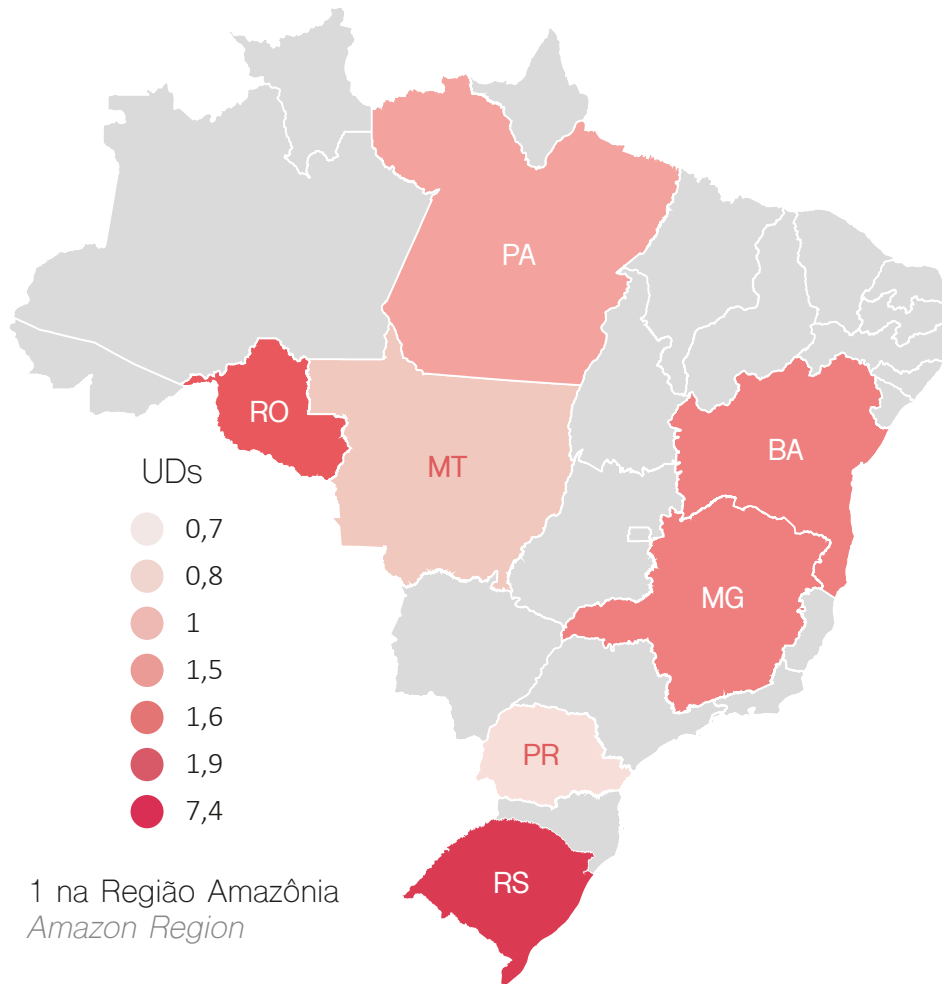 PA
RO
MT
BA
MG
PR
RS
UDs
0,7
0,8
1
1,5
1,6
1,9
7,4
1 na Região Amazônia
Amazon Region